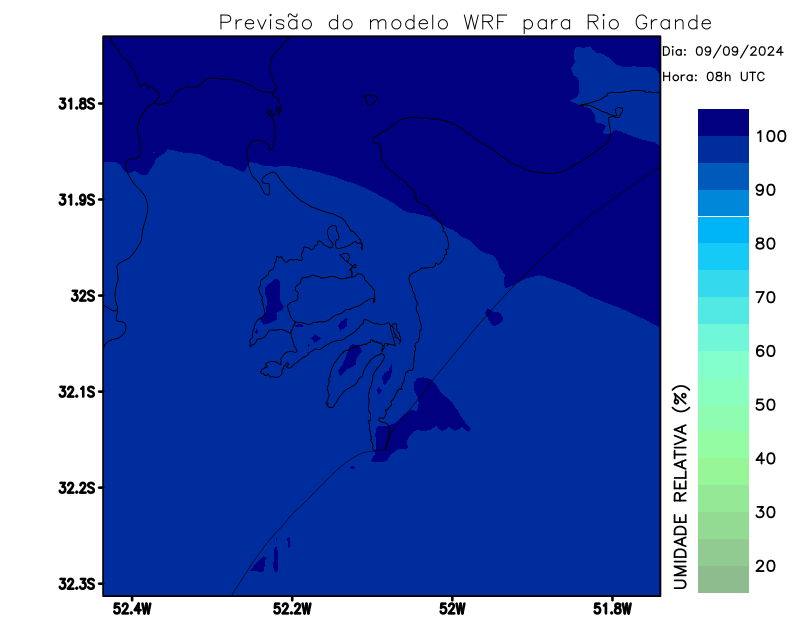 Previsão do modelo WRF para Rio Grande
Dia: 09/09/2024
Hora: 08h UTC
31.8S
31.9S
32S
32.1S
32.2S
32.3S
52.4W
52.2W
52W
51.8W
100
90
80
70
60
50
40
30
20
UMIDADE RELATIVA (%)